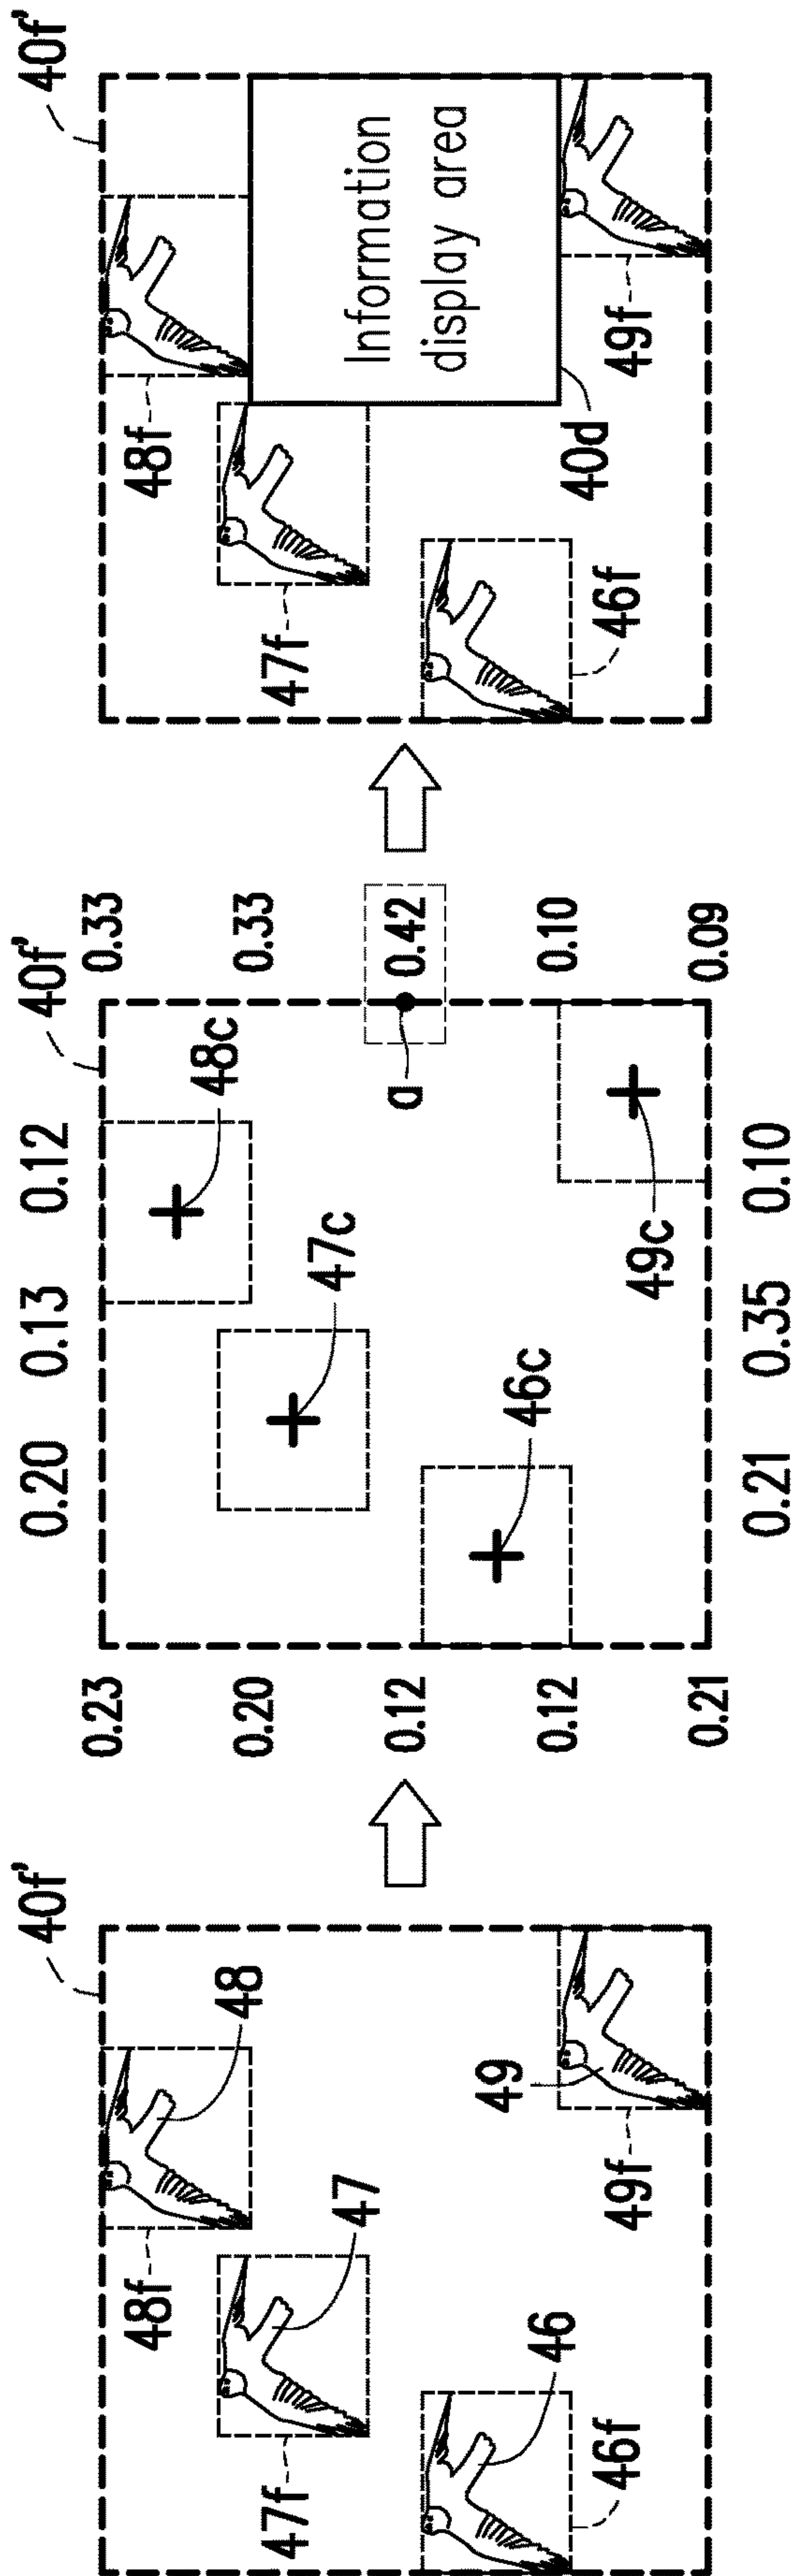 40f'
48
48f
47
47f
49
49f
46
46f
40f'
0.20 0.13 0.12
0.23
0.33
48c
0.20
0.33
47c
0.12
a
0.42
46c
0.12
0.10
49c
0.21
0.09
0.21 0.35 0.10
40f'
48f
47f
Information
display area
40d
49f
46f